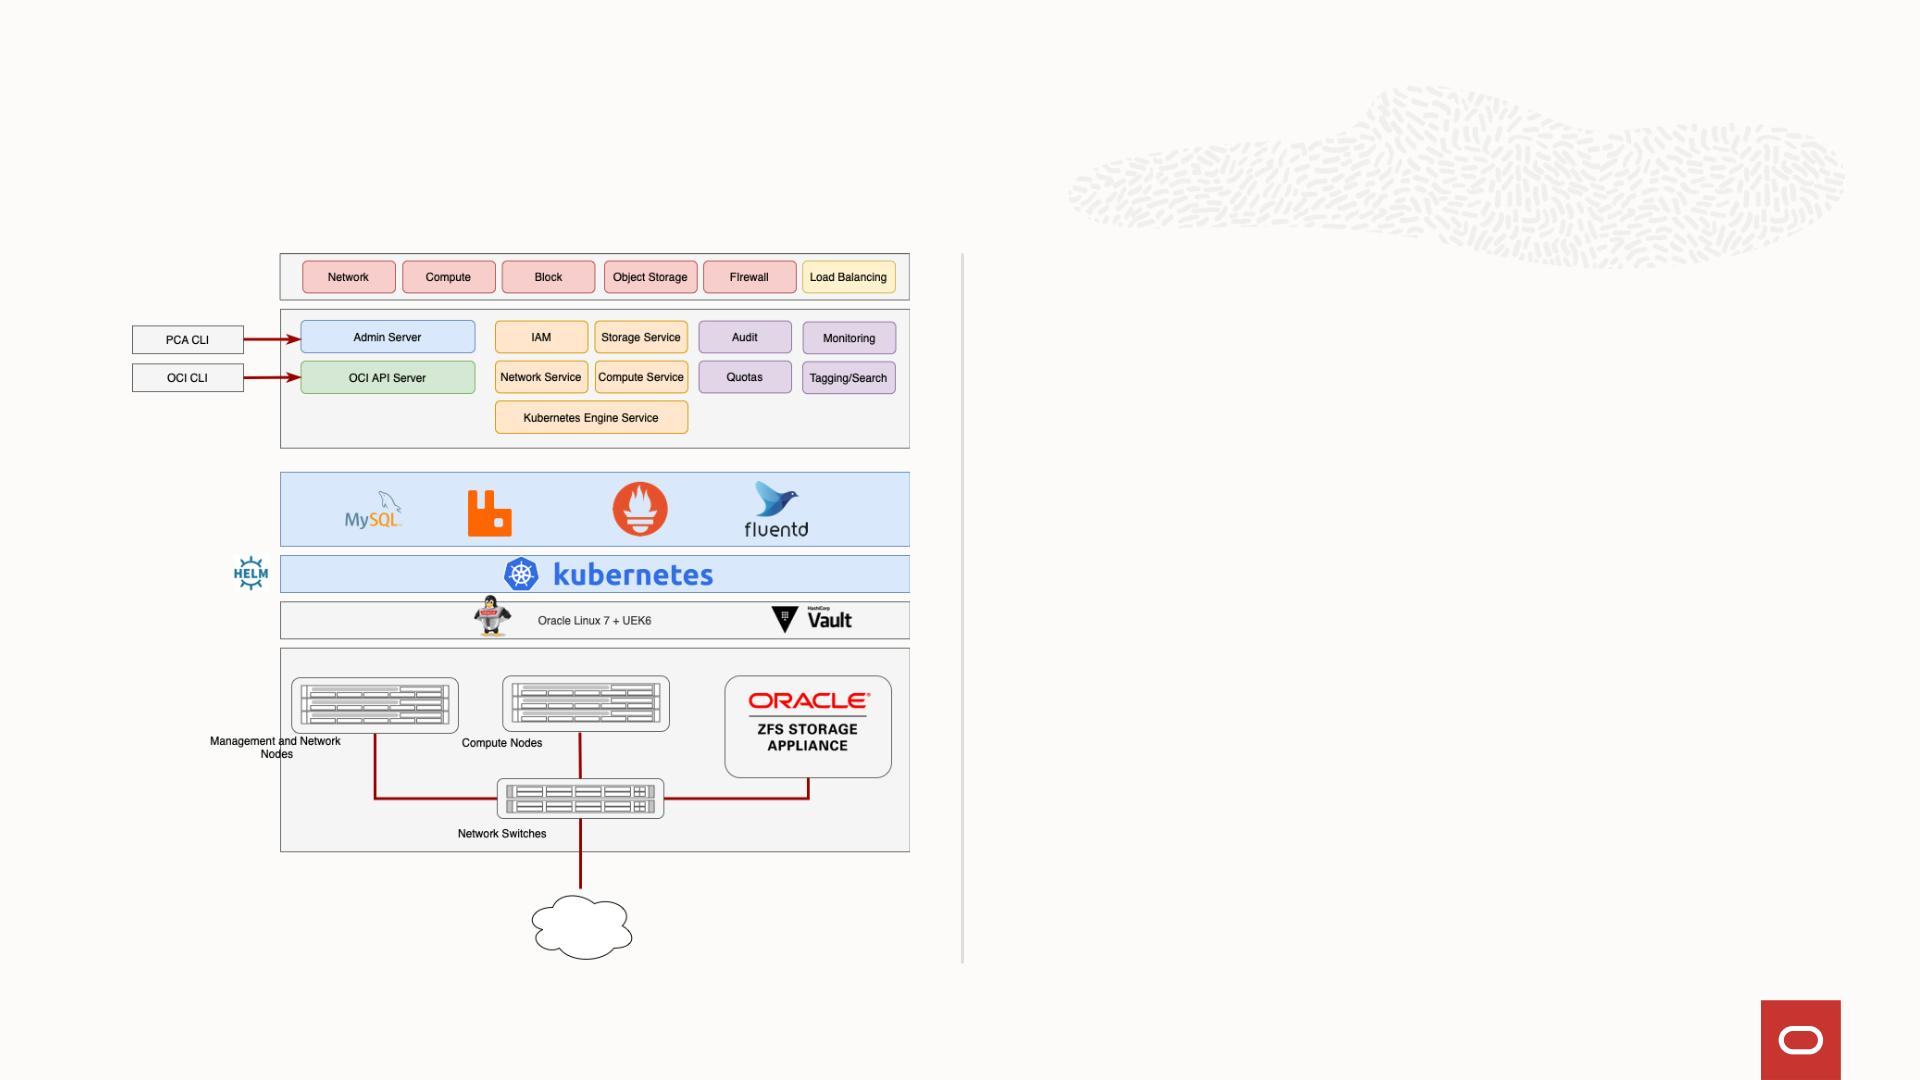 Network
Compute
Block
Object Storage
FIrewall
Load Balancing
PCA CLI
Admin Server
IAM
Storage Service
Audit
Monitoring
OCI CLI
OCI API Server
Network Service
Compute Service
Quotas
Tagging/Search
Kubernetes Engine Service
MySQL
fluentd
HELM
kubernetes
ORACLE
Oracle Linux 7 + UEK6
HashiCorp
Vault
ORACLE
ZFS STORAGE
APPLIANCE
Management and Network
Nodes
Compute Nodes
Network Switches